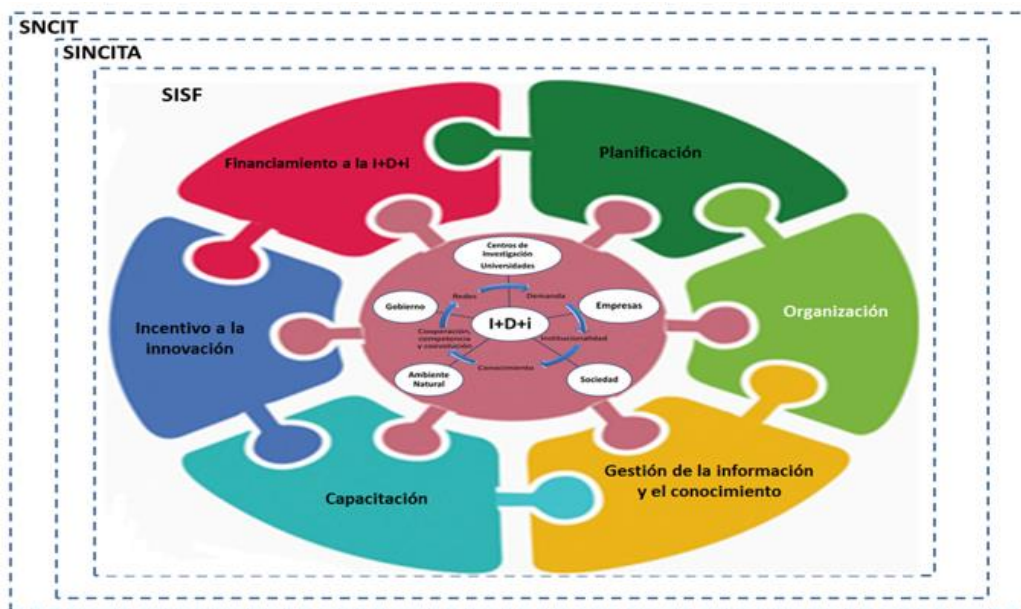 SNCIT
SINCITA
SISF
Financiamiento a la I+D+i
Planificación
Centros de
Investigación
Universidades
Redes
Demanda
Gobierno
Empresas
I+D+i
Organización
Incentivo a la
innovación
Cooperación,
competencia
y coevolución
Institucionalidad
Conocimiento
Ambiente
Natural
Sociedad
Gestión de la información
y el conocimiento
Capacitación